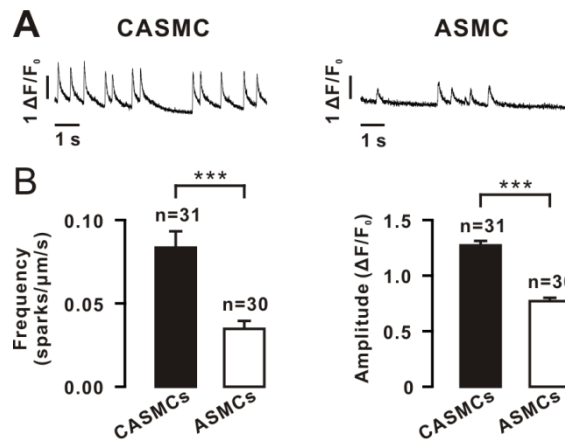 A CASMC ASMC
1 ΔF/F₀
1 s
1 ΔF/F₀
1 s
B
Frequency
(sparks/μm/s)
0.10
0.05
0.00
***
n=31
n=30
CASMCs
ASMCs
Amplitude (ΔF/F₀)
1.5
1.0
0.5
0
***
n=31
CASMCs
ASMCs